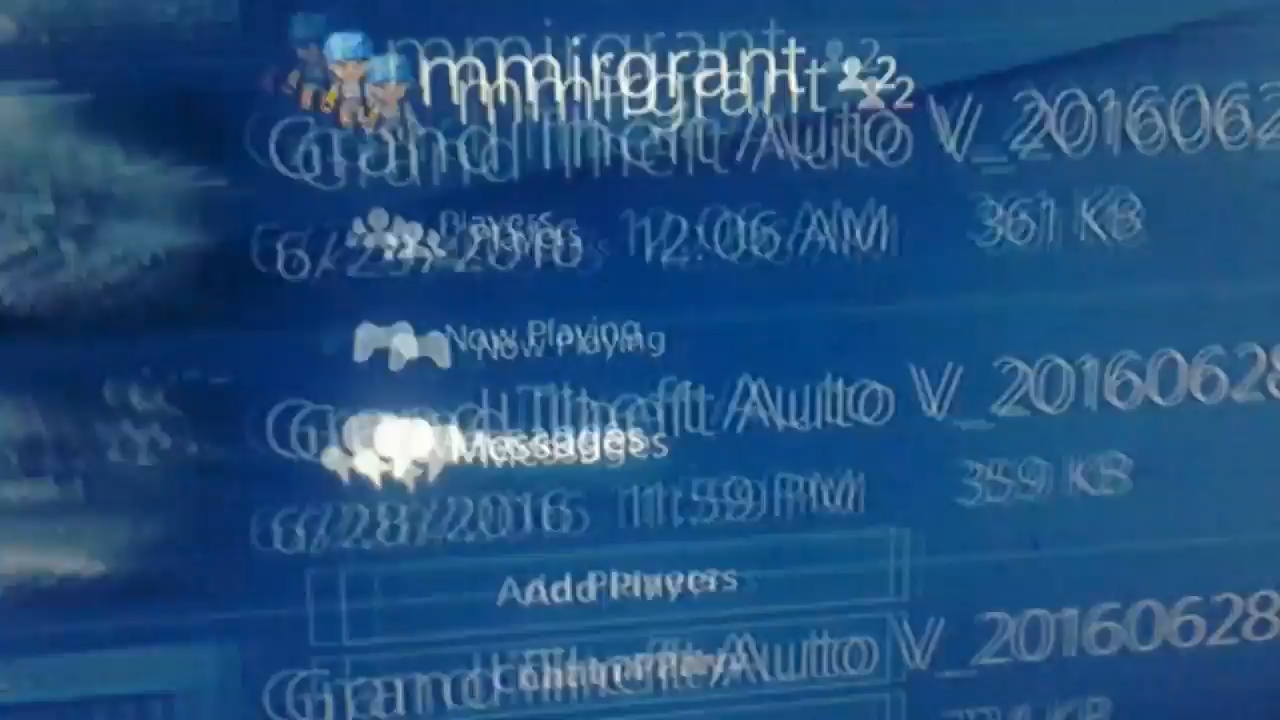 mmirgrant 2
Grand Theft Auto V_2016062
Players
6/29/2016 12:06 AM 361 KB
Now Playing
Grand Theft Auto V_20160628
Messages
6/28/2016 11:59 PM 359 KB
Add Players
Grand Theft Auto V_20160628